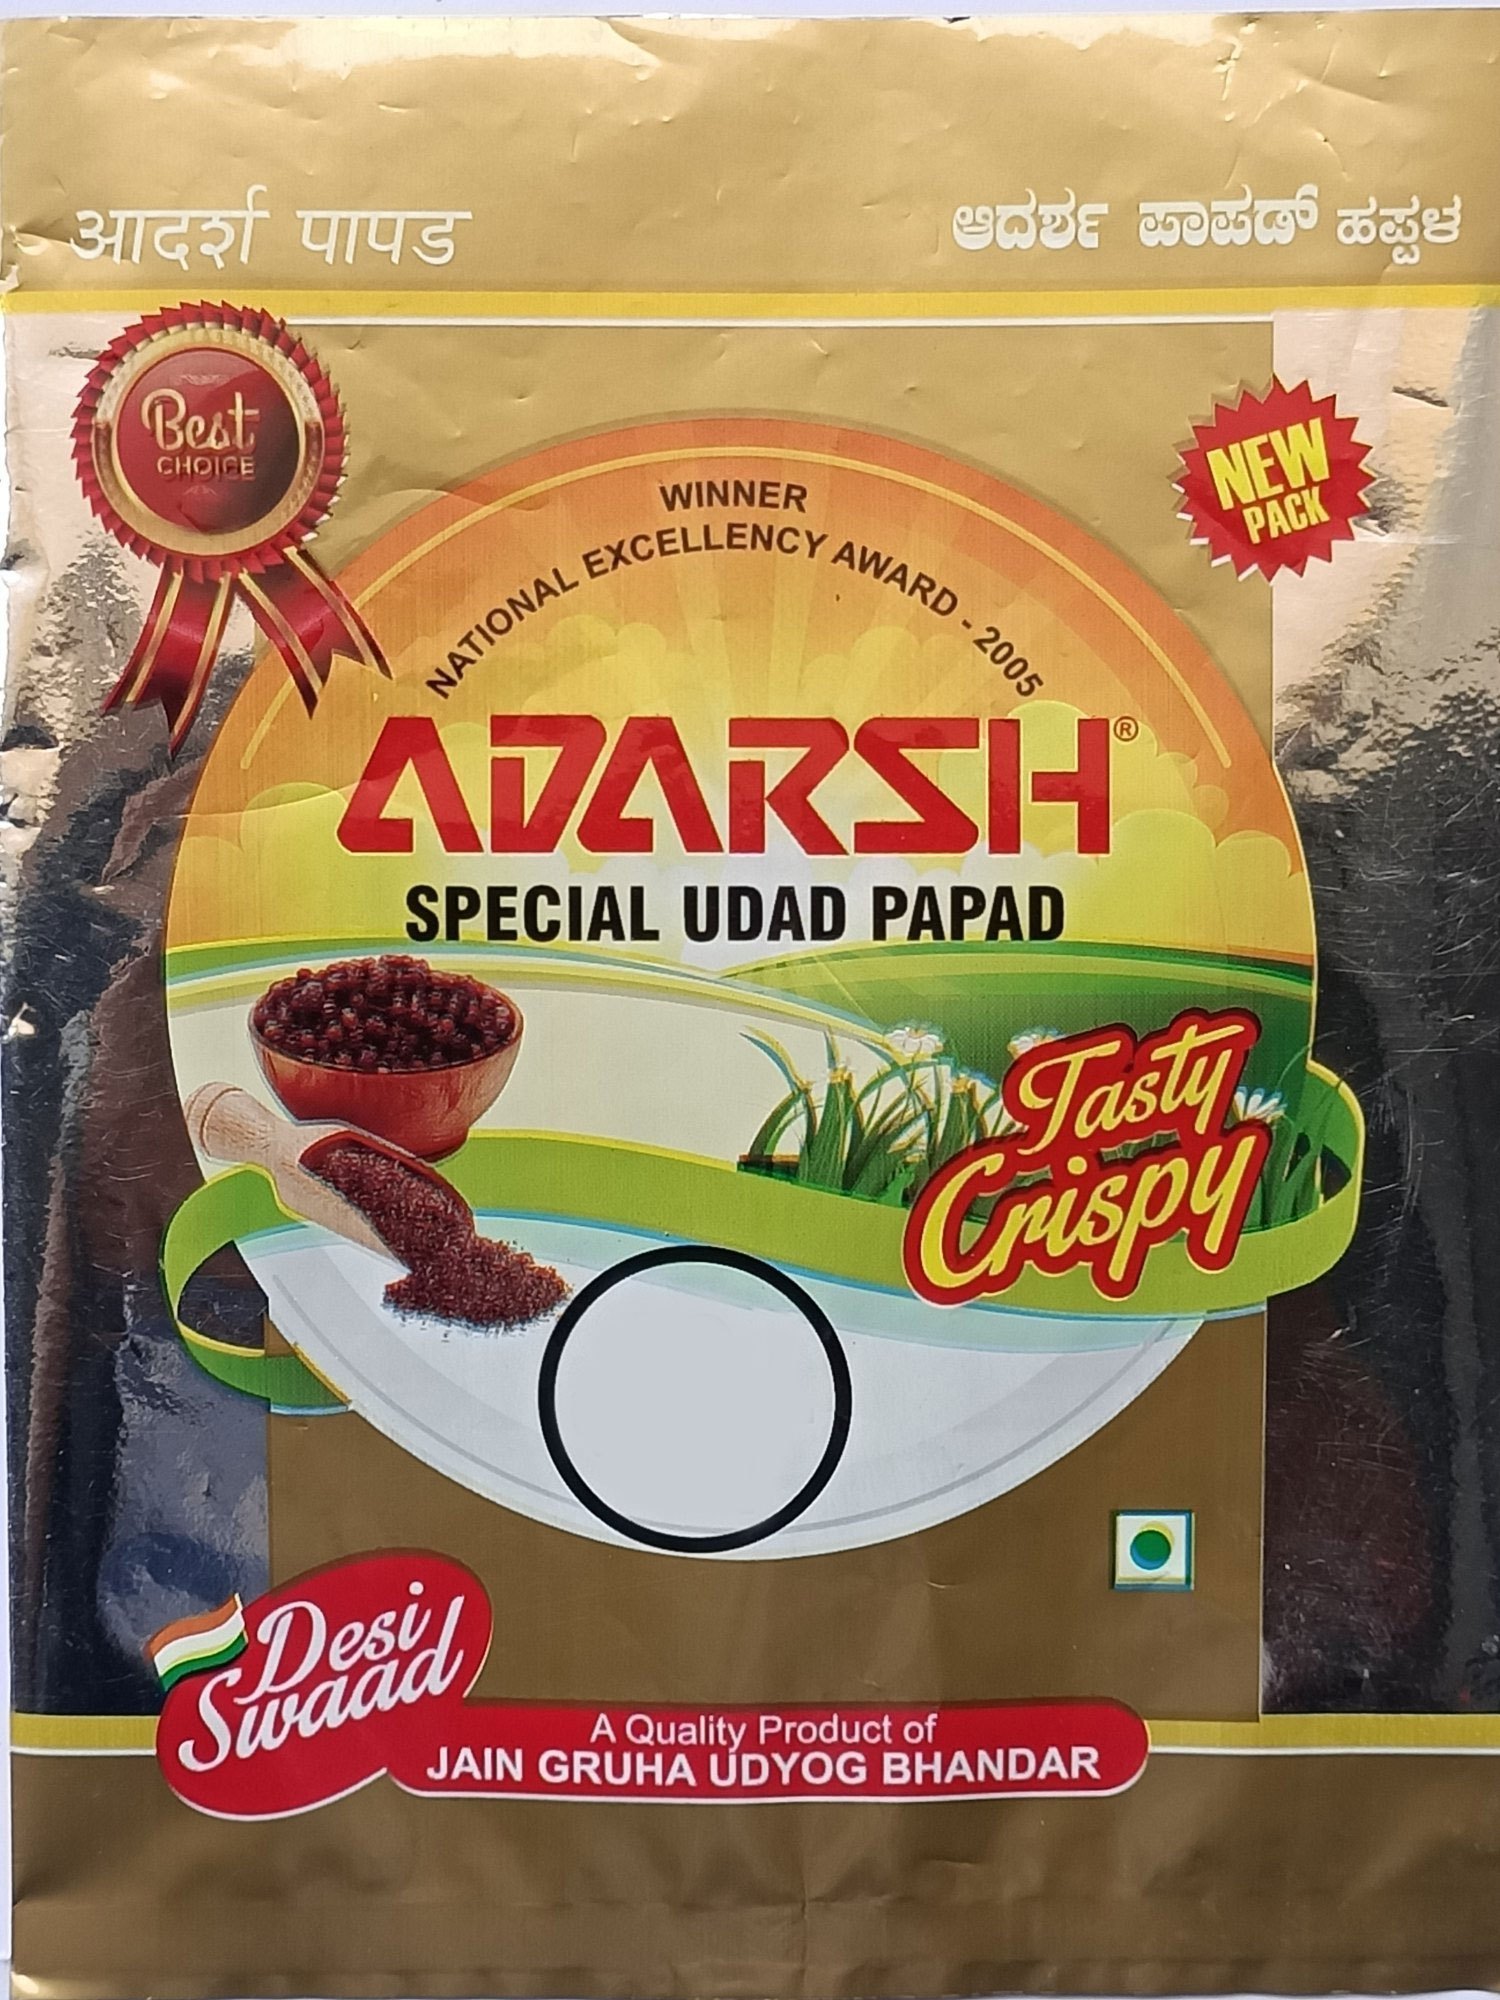 आदर्श पापड
ಆದರ್ಶ ಪಾಪಡ್ ಹಪ್ಪಳ
Best
CHOICE
NEW
PACK
WINNER
NATIONAL EXCELLENCY AWARD - 2005
ADARSH®
SPECIAL UDAD PAPAD
Tasty
Crispy
Desi
Swaad
A Quality Product of
JAIN GRUHA UDYOG BHANDAR